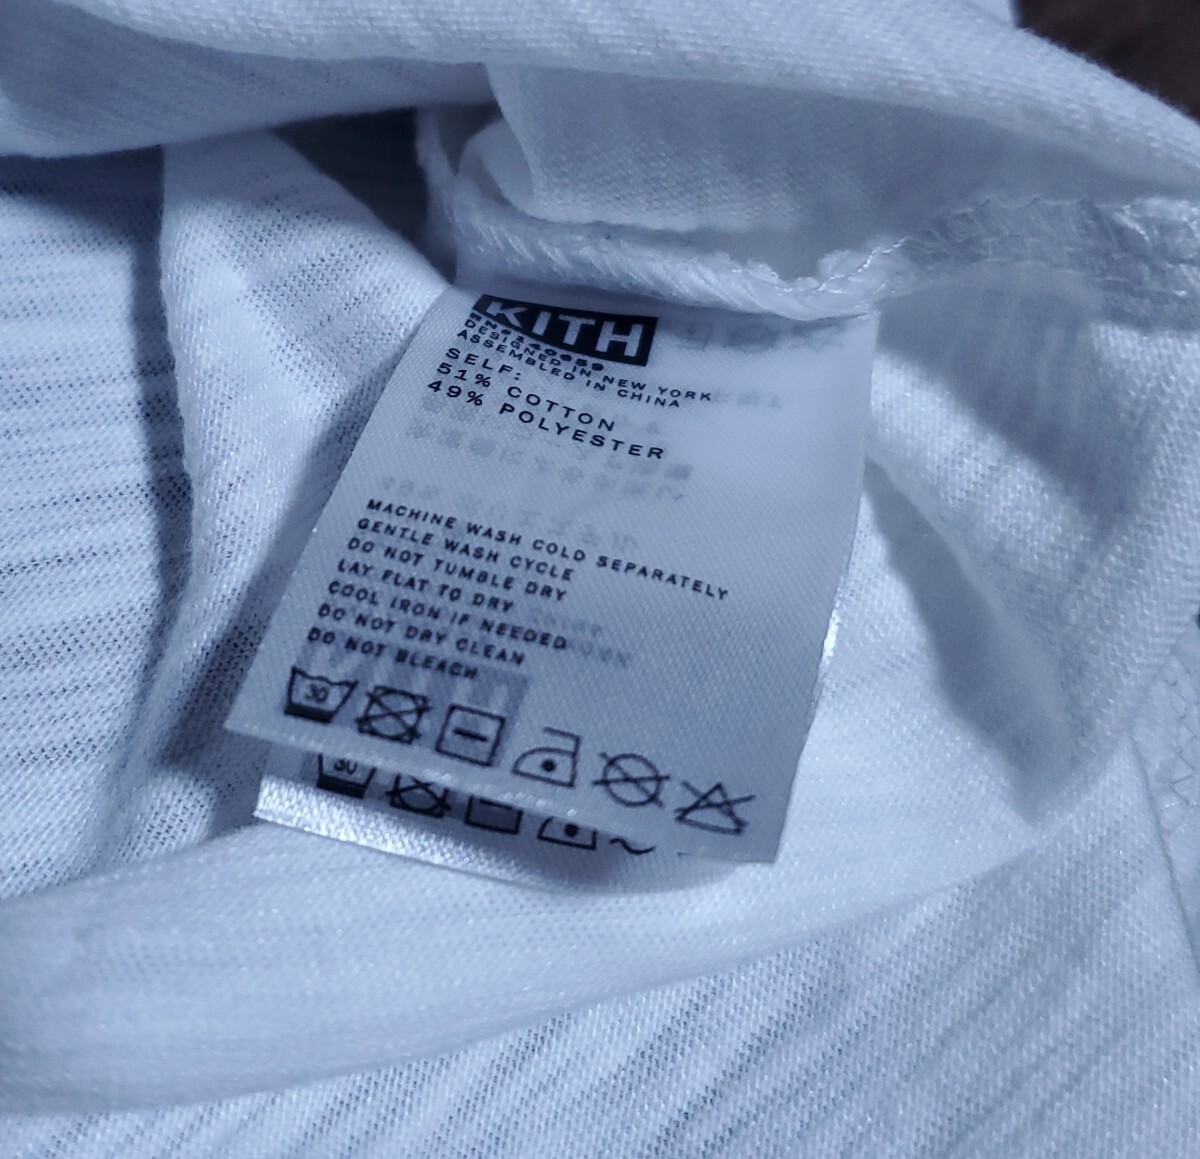 KITH
RN#140659
DESIGNED IN NEW YORK
ASSEMBLED IN CHINA
SELF:
51% COTTON
49% POLYESTER
MACHINE WASH COLD SEPARATELY
GENTLE WASH CYCLE
DO NOT TUMBLE DRY
LAY FLAT TO DRY
COOL IRON IF NEEDED
DO NOT DRY CLEAN
DO NOT BLEACH
30
30